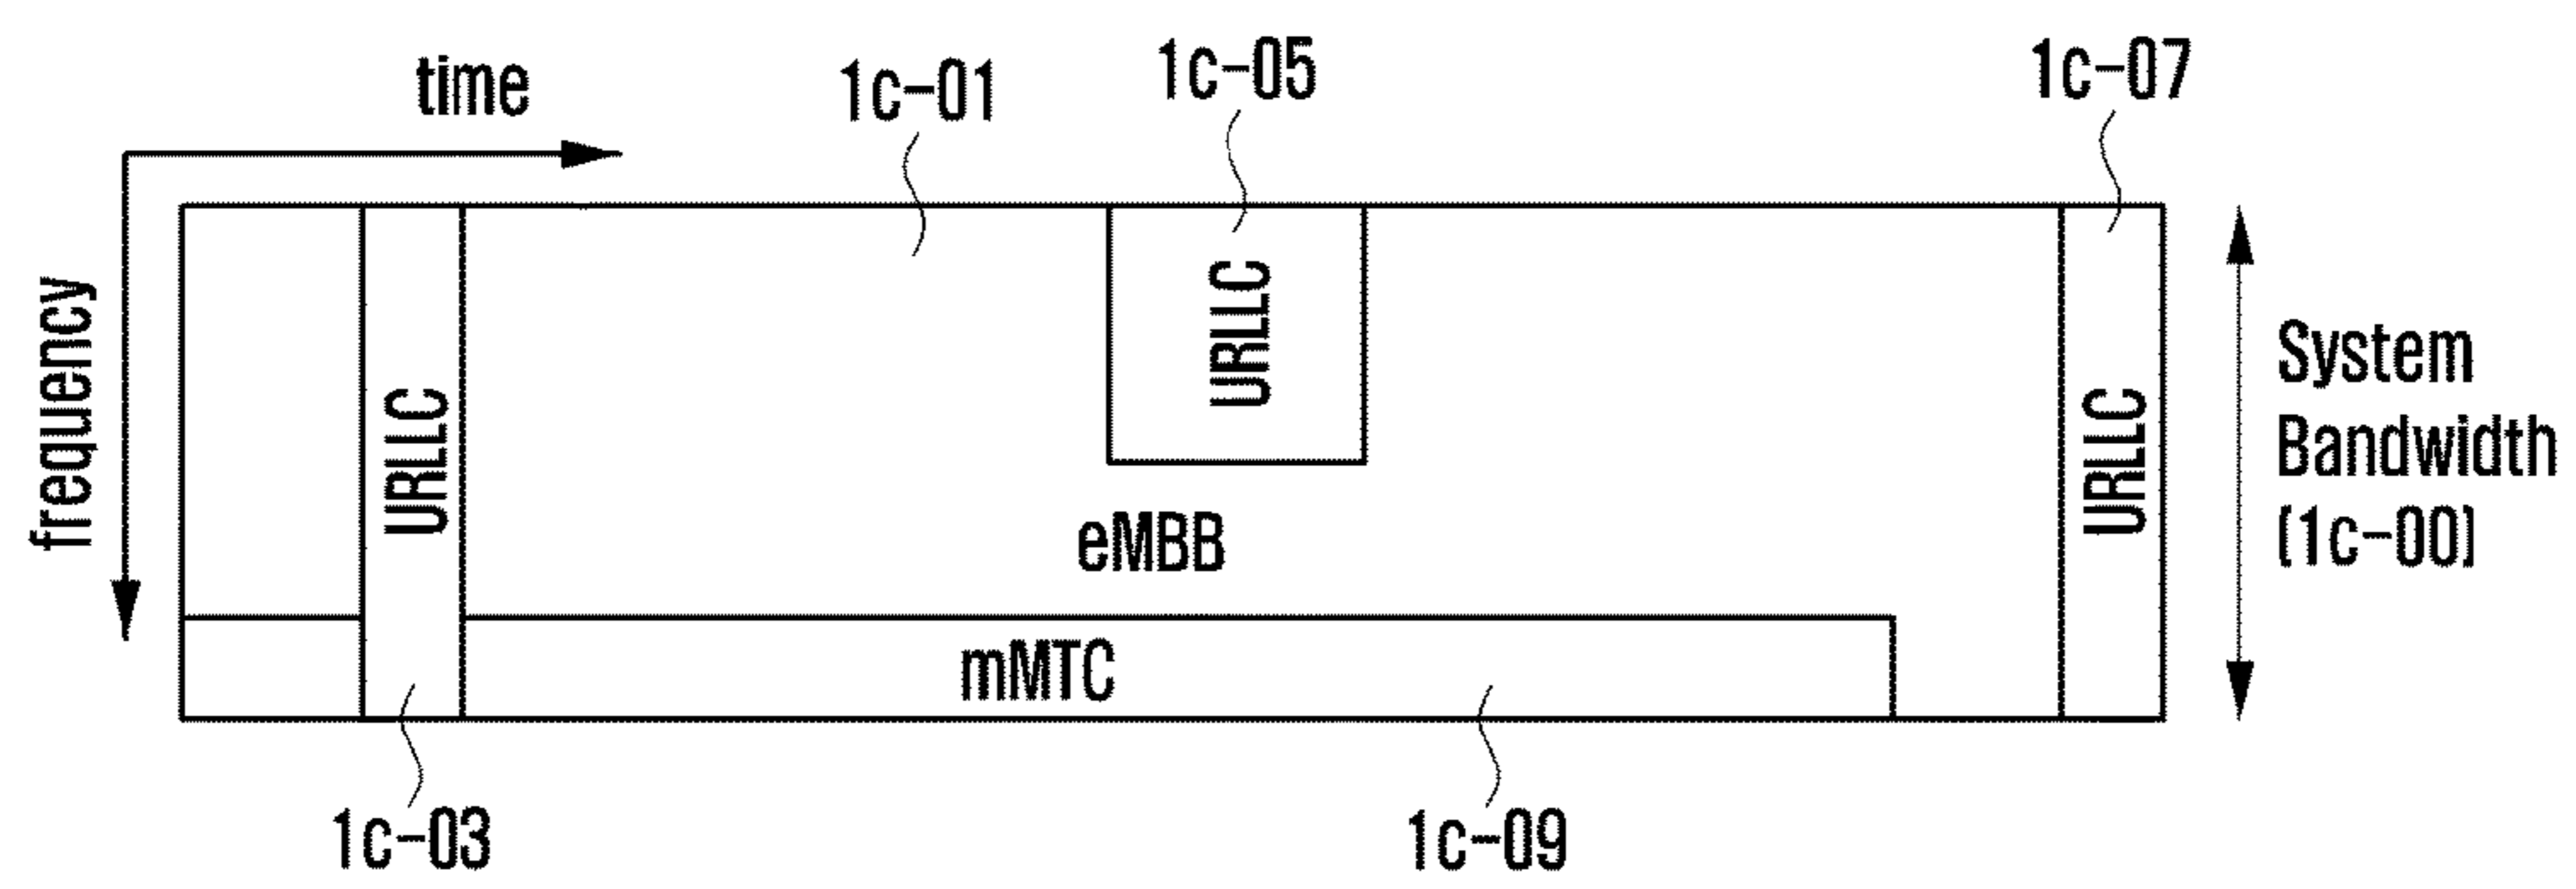 time
1c-01
1c-05
1c-07
frequency
URLLC
URLLC
eMBB
URLLC
System
Bandwidth
(1c-00)
mMTC
1c-03
1c-09